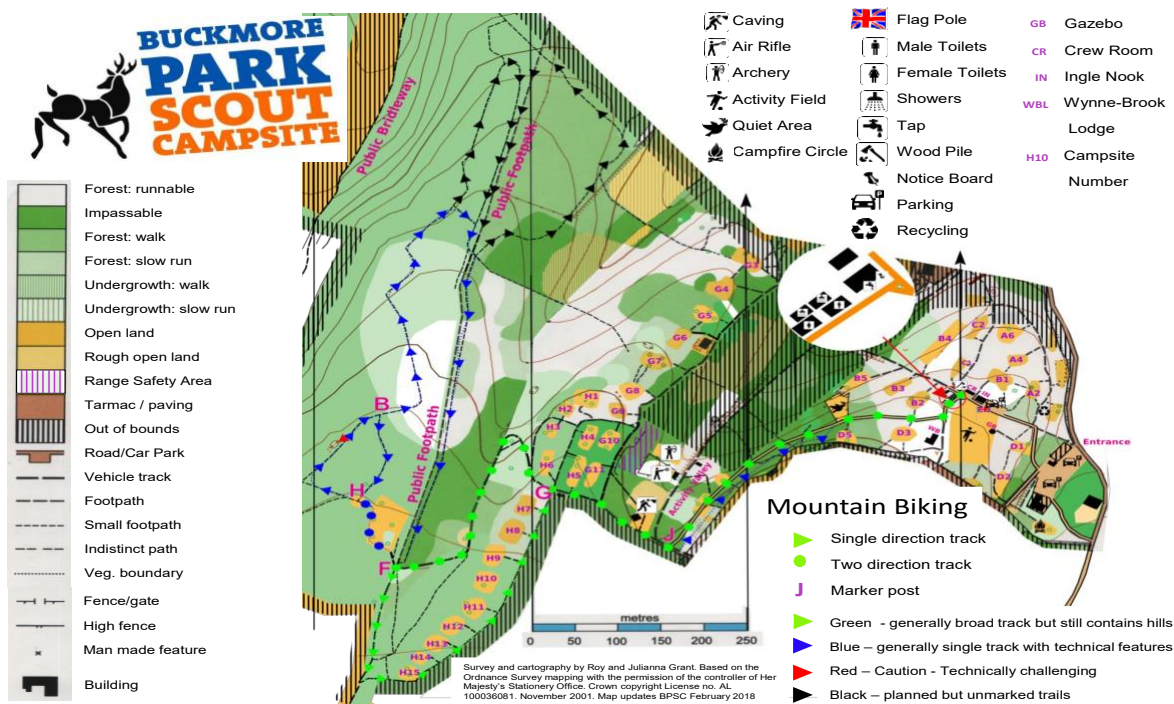 BUCKMORE
PARK
SCOUT
CAMPSITE
Caving
Air Rifle
Archery
Activity Field
Quiet Area
Campfire Circle
Flag Pole
Male Toilets
Female Toilets
Showers
Tap
Wood Pile
Notice Board
Parking
Recycling
GB Gazebo
CR Crew Room
IN Ingle Nook
WBL Wynne-Brook
Lodge
H10 Campsite
Number
Forest: runnable
Impassable
Forest: walk
Forest: slow run
Undergrowth: walk
Undergrowth: slow run
Open land
Rough open land
Range Safety Area
Tarmac / paving
Out of bounds
Road/Car Park
Vehicle track
Footpath
Small footpath
Indistinct path
Veg. boundary
Fence/gate
High fence
Man made feature
Building
Public Bridleway
Public Footpath
Public Footpath
G3
G4
G5
G6
G7
G8
G9
G10
H1
H2
H3
H4
H5
H6
H7
H8
H9
H10
H11
H12
H13
H14
H15
B
H
F
G
J
Activity Valley
B5
B4
B3
B2
B1
C2
A6
A4
A2
CR
IN
D5
D3
D1
D2
WB
GB
Entrance
Mountain Biking
Single direction track
Two direction track
J Marker post
Green - generally broad track but still contains hills
Blue – generally single track with technical features
Red – Caution - Technically challenging
Black – planned but unmarked trails
metres
0 50 100 150 200 250
Survey and cartography by Roy and Julianna Grant. Based on the
Ordnance Survey mapping with the permission of the controller of Her
Majesty's Stationery Office. Crown copyright License no. AL
100036081. November 2001. Map updates BPSC February 2018